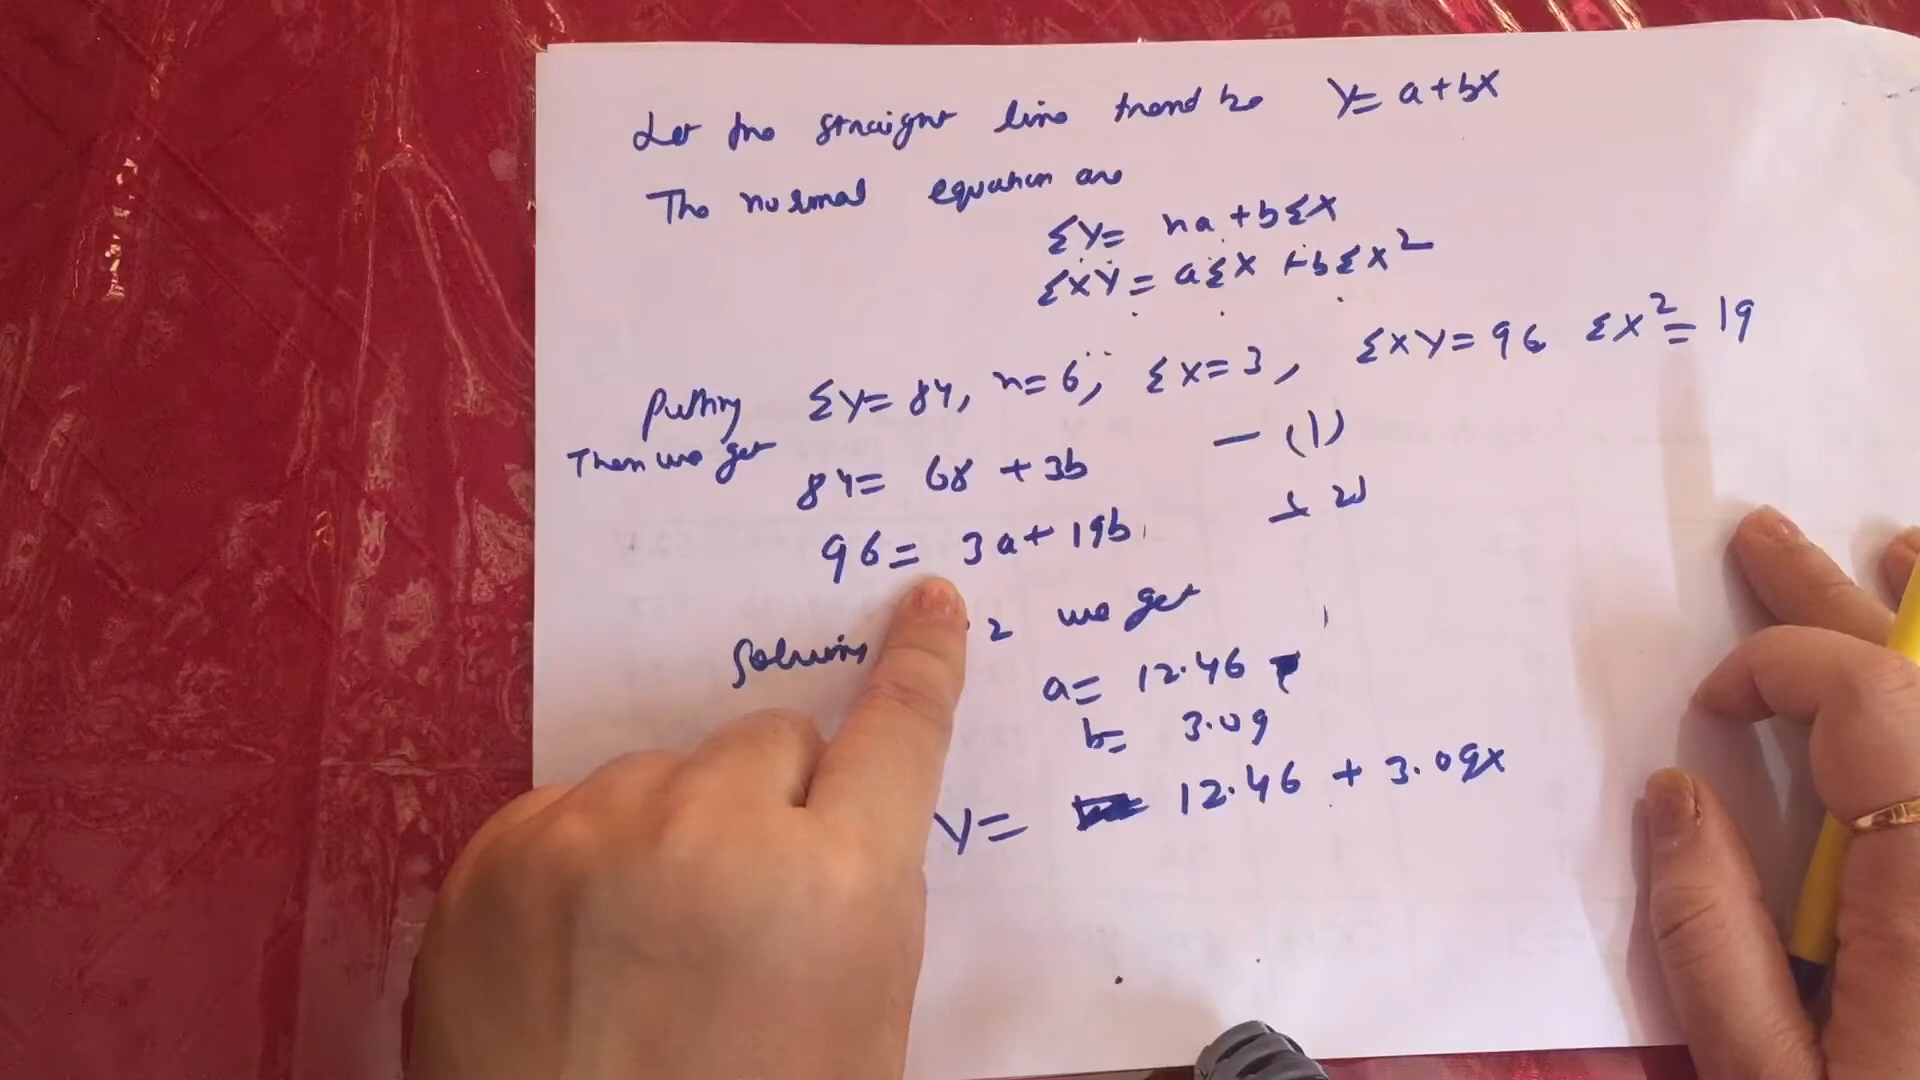 Let the straight line trend be Y = a + bX
The normal equation are
ΣY = na + bΣX
ΣXY = aΣX + bΣX²
Putting ΣY = 84, n = 6, ΣX = 3, ΣXY = 96 ΣX² = 19
Then we get
84 = 6a + 3b — (1)
96 = 3a + 19b
Solving 2 we get
a = 12.46
b = 3.09
Y = 12.46 + 3.09x